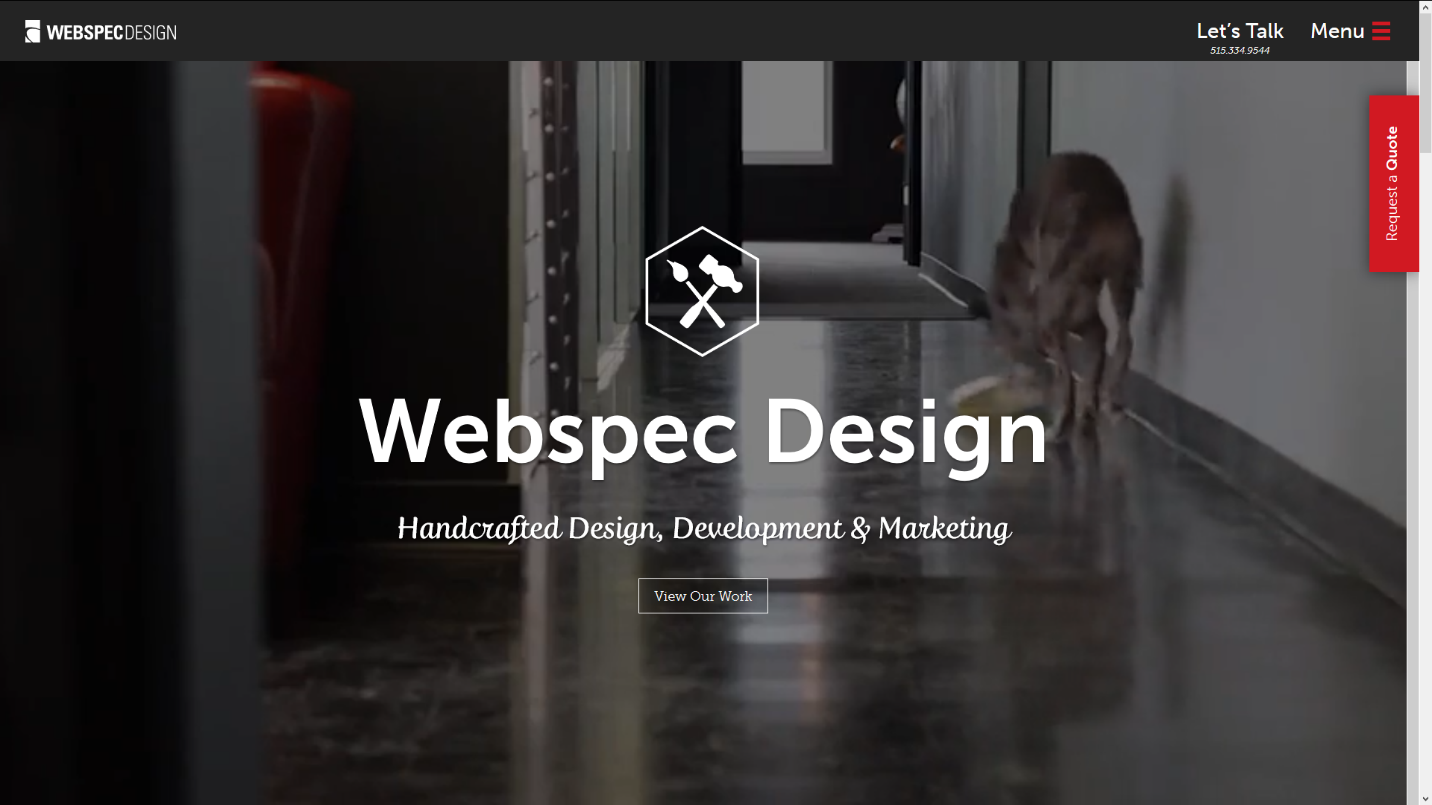 WEBSPECDESIGN
Let's Talk
515.334.9544
Menu
Request a Quote
Webspec Design
Handcrafted Design, Development & Marketing
View Our Work